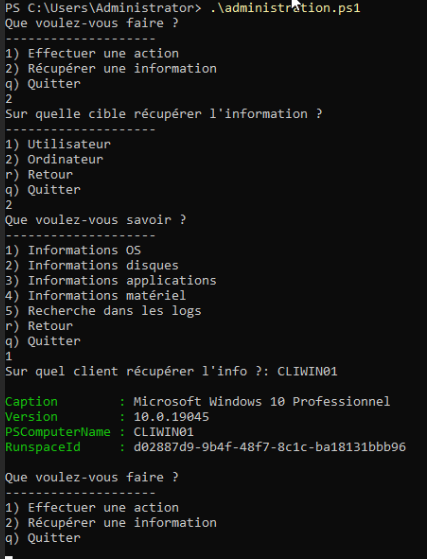 PS C:\Users\Administrator> .\administration.ps1
Que voulez-vous faire ?
--------------------
1) Effectuer une action
2) Récupérer une information
q) Quitter
2
Sur quelle cible récupérer l'information ?
--------------------
1) Utilisateur
2) Ordinateur
r) Retour
q) Quitter
2
Que voulez-vous savoir ?
--------------------
1) Informations OS
2) Informations disques
3) Informations applications
4) Informations matériel
5) Recherche dans les logs
r) Retour
q) Quitter
1
Sur quel client récupérer l'info ?: CLIWIN01
Caption : Microsoft Windows 10 Professionnel
Version : 10.0.19045
PSComputerName : CLIWIN01
RunspaceId : d02887d9-9b4f-48f7-8c1c-ba18131bbb96
Que voulez-vous faire ?
--------------------
1) Effectuer une action
2) Récupérer une information
q) Quitter